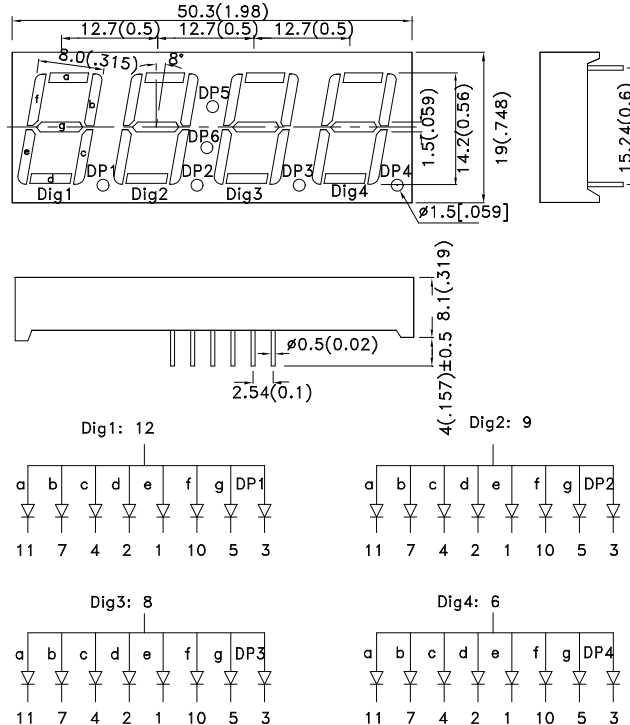 50.3(1.98)
12.7(0.5) 12.7(0.5) 12.7(0.5)
8.0(.315) 8°
a
f b
g
e c
d
DP5
DP6
DP1 DP2 DP3 DP4
Dig1 Dig2 Dig3 Dig4
1.5(.059)
14.2(0.56)
19(.748)
15.24(0.6)
ø1.5[.059]
8.1(.319)
ø0.5(0.02)
2.54(0.1)
4(.157)±0.5
Dig1: 12
a b c d e f g DP1
11 7 4 2 1 10 5 3
Dig2: 9
a b c d e f g DP2
11 7 4 2 1 10 5 3
Dig3: 8
a b c d e f g DP3
11 7 4 2 1 10 5 3
Dig4: 6
a b c d e f g DP4
11 7 4 2 1 10 5 3